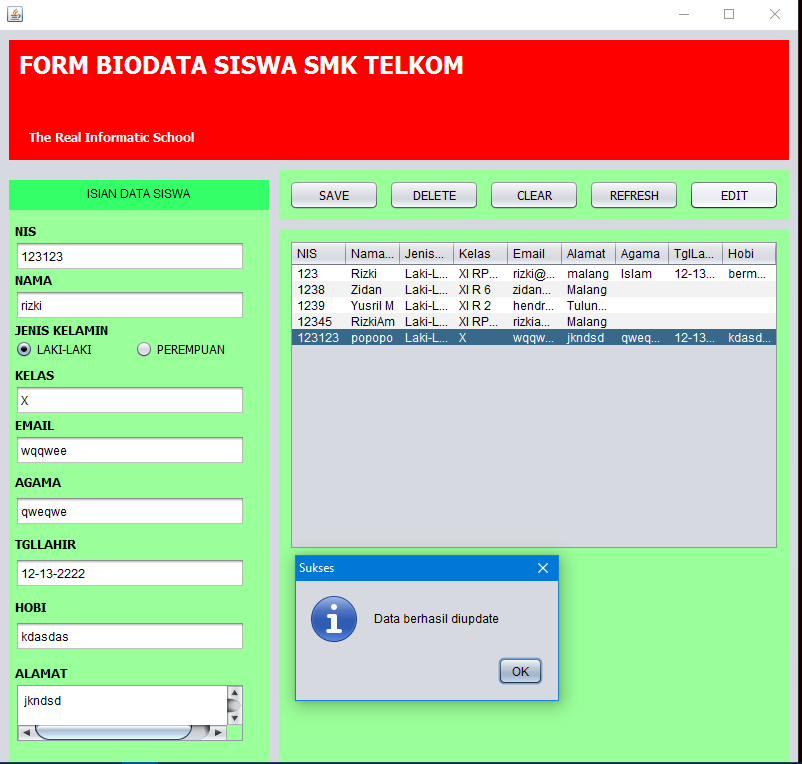 FORM BIODATA SISWA SMK TELKOM
The Real Informatic School
ISIAN DATA SISWA
NIS
123123
NAMA
rizki
JENIS KELAMIN
LAKI-LAKI PEREMPUAN
KELAS
X
EMAIL
wqqwee
AGAMA
qweqwe
TGLLAHIR
12-13-2222
HOBI
kdasdas
ALAMAT
jkndsd
SAVE DELETE CLEAR REFRESH EDIT
NIS Nama... Jenis... Kelas Email Alamat Agama TglLa... Hobi
123 Rizki Laki-L... XI RP... rizki@... malang Islam 12-13... berm...
1238 Zidan Laki-L... XI R 6 zidan... Malang
1239 Yusril M Laki-L... XI R 2 hendr... Tulun...
12345 RizkiAm Laki-L... XI RP... rizkia... Malang
123123 popopo Laki-L... X wqqw... jkndsd qweq... 12-13... kdasd...
Sukses
Data berhasil diupdate
OK